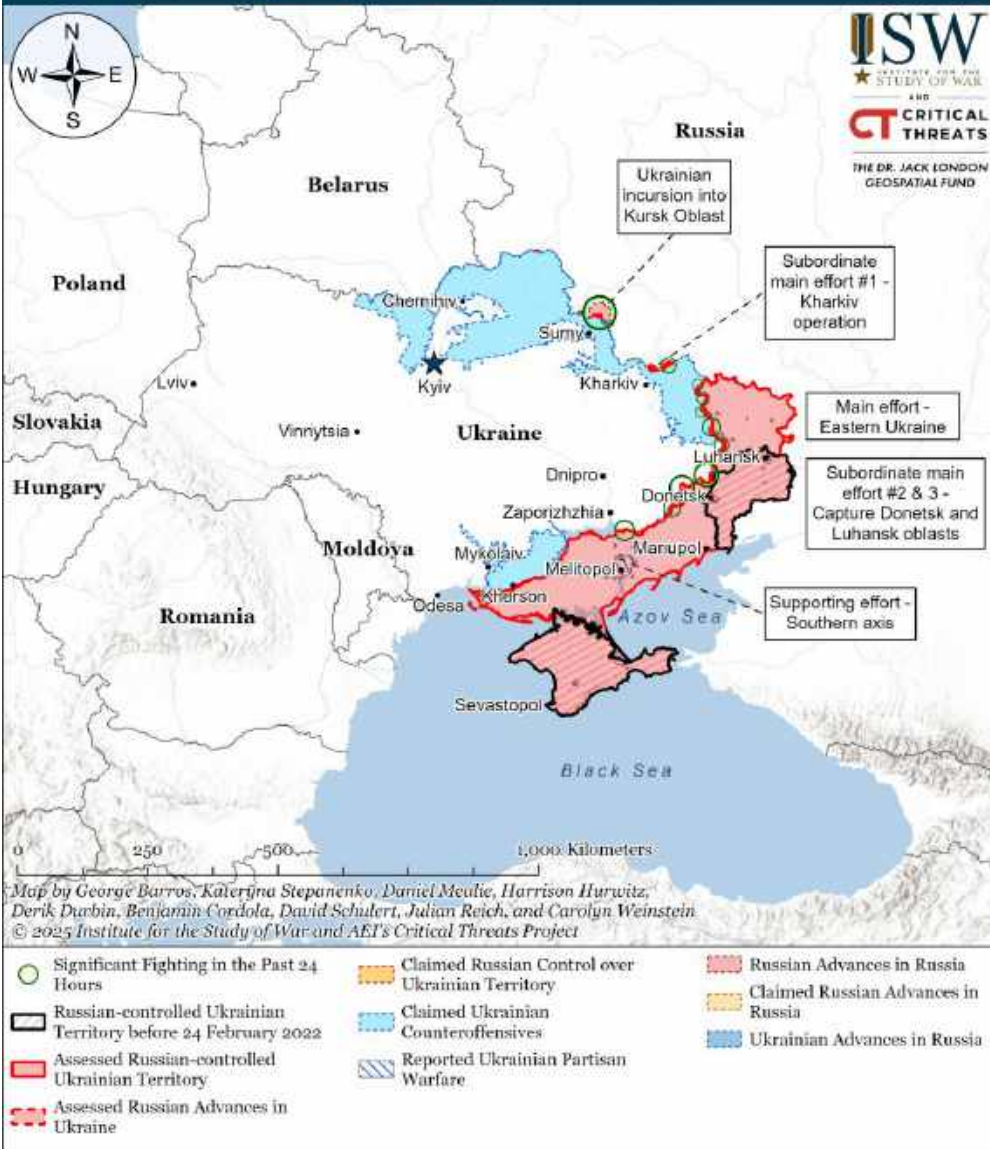 N
W E
S
ISW
INSTITUTE FOR THE
STUDY OF WAR
AND
CT CRITICAL
THREATS
THE DR. JACK LONDON
GEOSPATIAL FUND
Russia
Belarus
Ukrainian
incursion into
Kursk Oblast
Poland
Subordinate
main effort #1 -
Kharkiv
operation
Chernihiv
Sumy
Kyiv
Lviv
Kharkiv
Slovakia
Vinnytsia
Ukraine
Main effort -
Eastern Ukraine
Luhansk
Hungary
Dnipro
Donetsk
Subordinate main
effort #2 & 3 -
Capture Donetsk and
Luhansk oblasts
Zaporizhzhia
Moldova
Mykolaiv
Mariupol
Melitopol
Odesa
Kherson
Romania
Azov Sea
Supporting effort -
Southern axis
Sevastopol
Black Sea
0 250 500 1,000 Kilometers
Map by George Barros, Kateryna Stepanenko, Daniel Mealie, Harrison Hurwitz,
Derik Durbin, Benjamin Cordola, David Schulert, Julian Reich, and Carolyn Weinstein
© 2025 Institute for the Study of War and AEI's Critical Threats Project
Significant Fighting in the Past 24
Hours
Russian-controlled Ukrainian
Territory before 24 February 2022
Assessed Russian-controlled
Ukrainian Territory
Assessed Russian Advances in
Ukraine
Claimed Russian Control over
Ukrainian Territory
Claimed Ukrainian
Counteroffensives
Reported Ukrainian Partisan
Warfare
Russian Advances in Russia
Claimed Russian Advances in
Russia
Ukrainian Advances in Russia